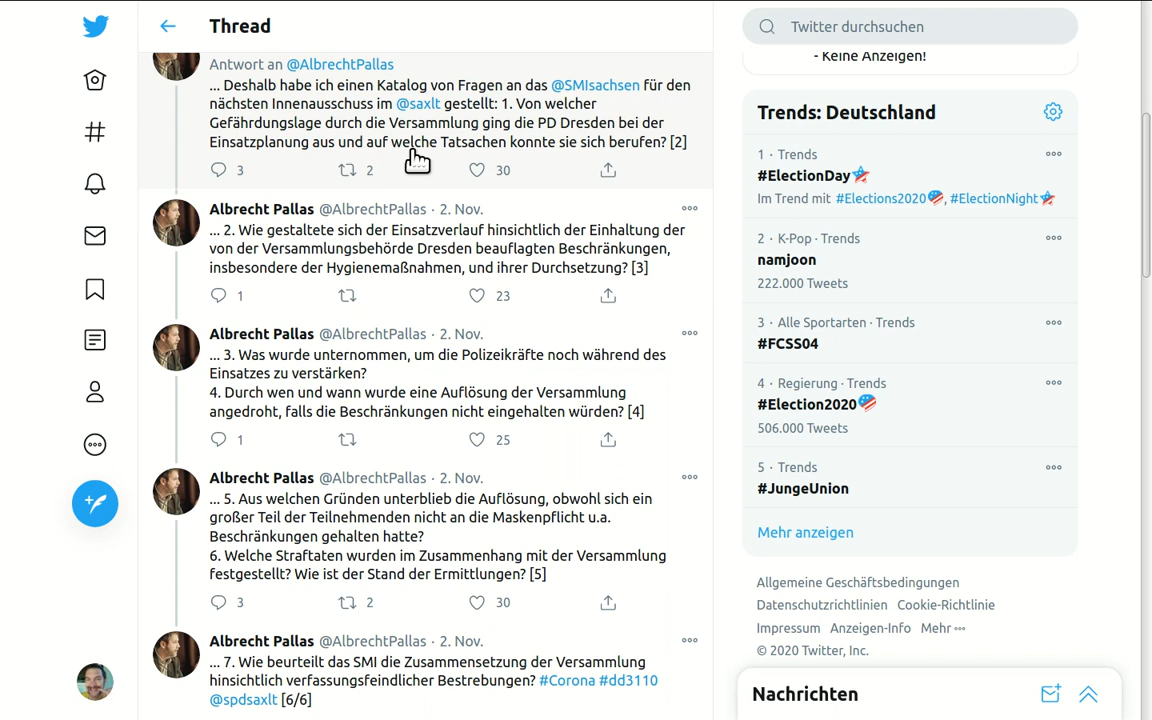 Thread
Antwort an @AlbrechtPallas
... Deshalb habe ich einen Katalog von Fragen an das @SMIsachsen für den
nächsten Innenausschuss im @saxlt gestellt: 1. Von welcher
Gefährdungslage durch die Versammlung ging die PD Dresden bei der
Einsatzplanung aus und auf welche Tatsachen konnte sie sich berufen? [2]
3 2 30
Albrecht Pallas @AlbrechtPallas · 2. Nov.
... 2. Wie gestaltete sich der Einsatzverlauf hinsichtlich der Einhaltung der
von der Versammlungsbehörde Dresden beauflagten Beschränkungen,
insbesondere der Hygienemaßnahmen, und ihrer Durchsetzung? [3]
1 23
Albrecht Pallas @AlbrechtPallas · 2. Nov.
... 3. Was wurde unternommen, um die Polizeikräfte noch während des
Einsatzes zu verstärken?
4. Durch wen und wann wurde eine Auflösung der Versammlung
angedroht, falls die Beschränkungen nicht eingehalten würden? [4]
1 25
Albrecht Pallas @AlbrechtPallas · 2. Nov.
... 5. Aus welchen Gründen unterblieb die Auflösung, obwohl sich ein
großer Teil der Teilnehmenden nicht an die Maskenpflicht u.a.
Beschränkungen gehalten hatte?
6. Welche Straftaten wurden im Zusammenhang mit der Versammlung
festgestellt? Wie ist der Stand der Ermittlungen? [5]
3 2 30
Albrecht Pallas @AlbrechtPallas · 2. Nov.
... 7. Wie beurteilt das SMI die Zusammensetzung der Versammlung
hinsichtlich verfassungsfeindlicher Bestrebungen? #Corona #dd3110
@spdsaxlt [6/6]
Twitter durchsuchen
- Keine Anzeigen!
Trends: Deutschland
1 · Trends
#ElectionDay
Im Trend mit #Elections2020, #ElectionNight
2 · K-Pop · Trends
namjoon
222.000 Tweets
3 · Alle Sportarten · Trends
#FCSS04
4 · Regierung · Trends
#Election2020
506.000 Tweets
5 · Trends
#JungeUnion
Mehr anzeigen
Allgemeine Geschäftsbedingungen
Datenschutzrichtlinien Cookie-Richtlinie
Impressum Anzeigen-Info Mehr ···
© 2020 Twitter, Inc.
Nachrichten